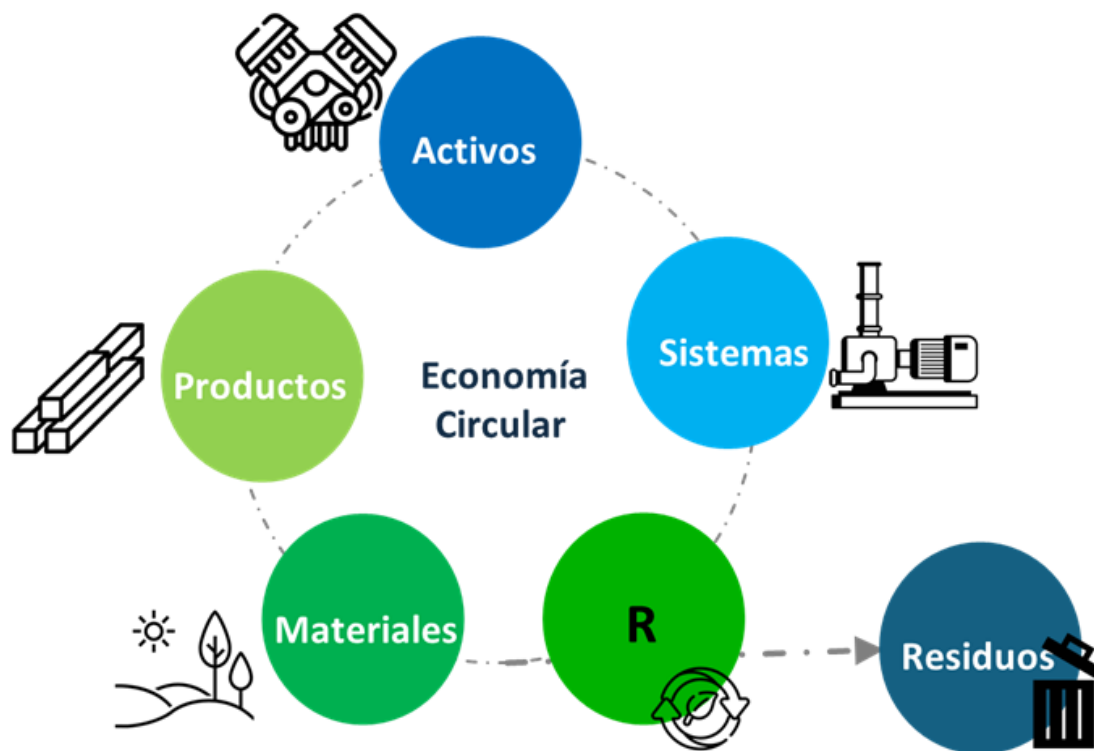 Activos
Sistemas
Productos
Economía
Circular
Materiales
R
Residuos